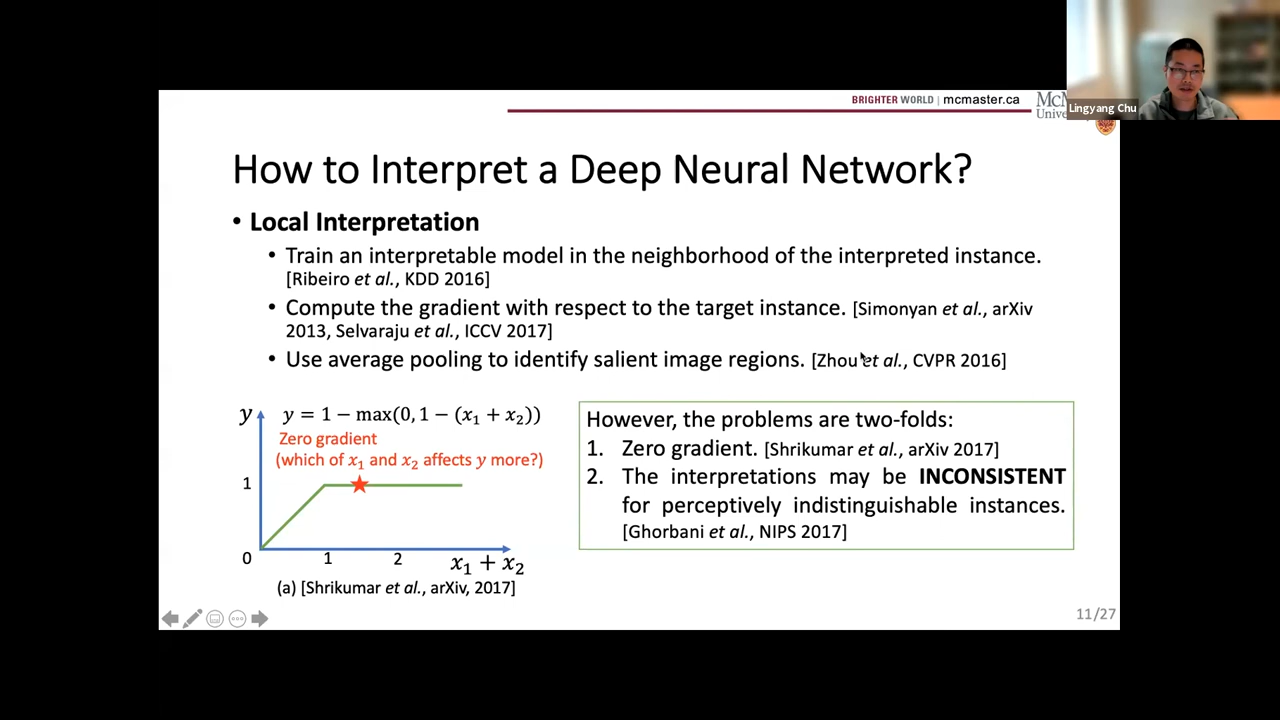 BRIGHTER WORLD | mcmaster.ca
Lingyang Chu
How to Interpret a Deep Neural Network?
• Local Interpretation
• Train an interpretable model in the neighborhood of the interpreted instance.
[Ribeiro et al., KDD 2016]
• Compute the gradient with respect to the target instance. [Simonyan et al., arXiv
2013, Selvaraju et al., ICCV 2017]
• Use average pooling to identify salient image regions. [Zhou et al., CVPR 2016]
y
y = 1 − max(0, 1 − (x₁ + x₂))
Zero gradient
(which of x₁ and x₂ affects y more?)
1
0
1
2
x₁ + x₂
(a) [Shrikumar et al., arXiv, 2017]
However, the problems are two-folds:
1. Zero gradient. [Shrikumar et al., arXiv 2017]
2. The interpretations may be INCONSISTENT
for perceptively indistinguishable instances.
[Ghorbani et al., NIPS 2017]
11/27